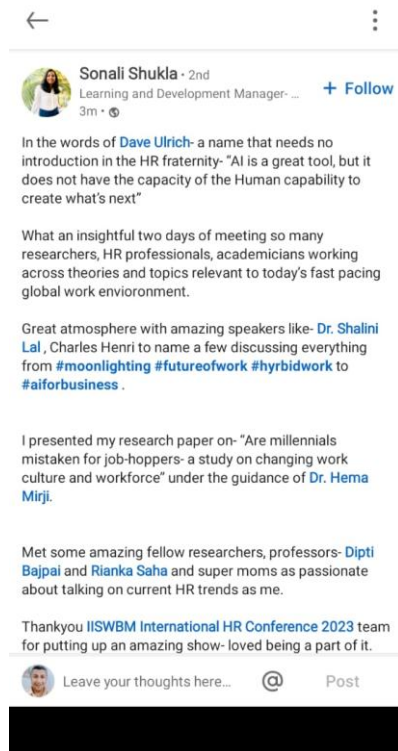 Sonali Shukla • 2nd
Learning and Development Manager- ...
3m •
+ Follow
In the words of Dave Ulrich- a name that needs no
introduction in the HR fraternity- “AI is a great tool, but it
does not have the capacity of the Human capability to
create what’s next”
What an insightful two days of meeting so many
researchers, HR professionals, academicians working
across theories and topics relevant to today’s fast pacing
global work envioronment.
Great atmosphere with amazing speakers like- Dr. Shalini
Lal , Charles Henri to name a few discussing everything
from #moonlighting #futureofwork #hyrbidwork to
#aiforbusiness .
I presented my research paper on- “Are millennials
mistaken for job-hoppers- a study on changing work
culture and workforce” under the guidance of Dr. Hema
Mirji.
Met some amazing fellow researchers, professors- Dipti
Bajpai and Rianka Saha and super moms as passionate
about talking on current HR trends as me.
Thankyou IISWBM International HR Conference 2023 team
for putting up an amazing show- loved being a part of it.
Leave your thoughts here... @ Post